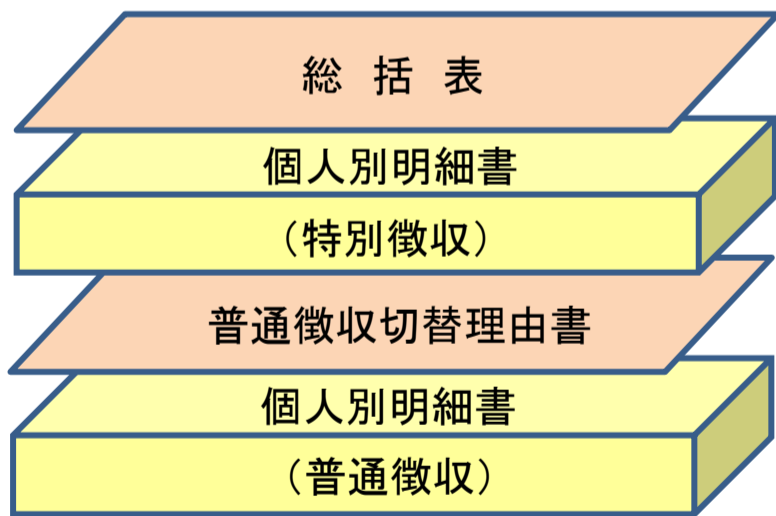 総 括 表
個人別明細書
（特別徴収）
普通徴収切替理由書
個人別明細書
（普通徴収）